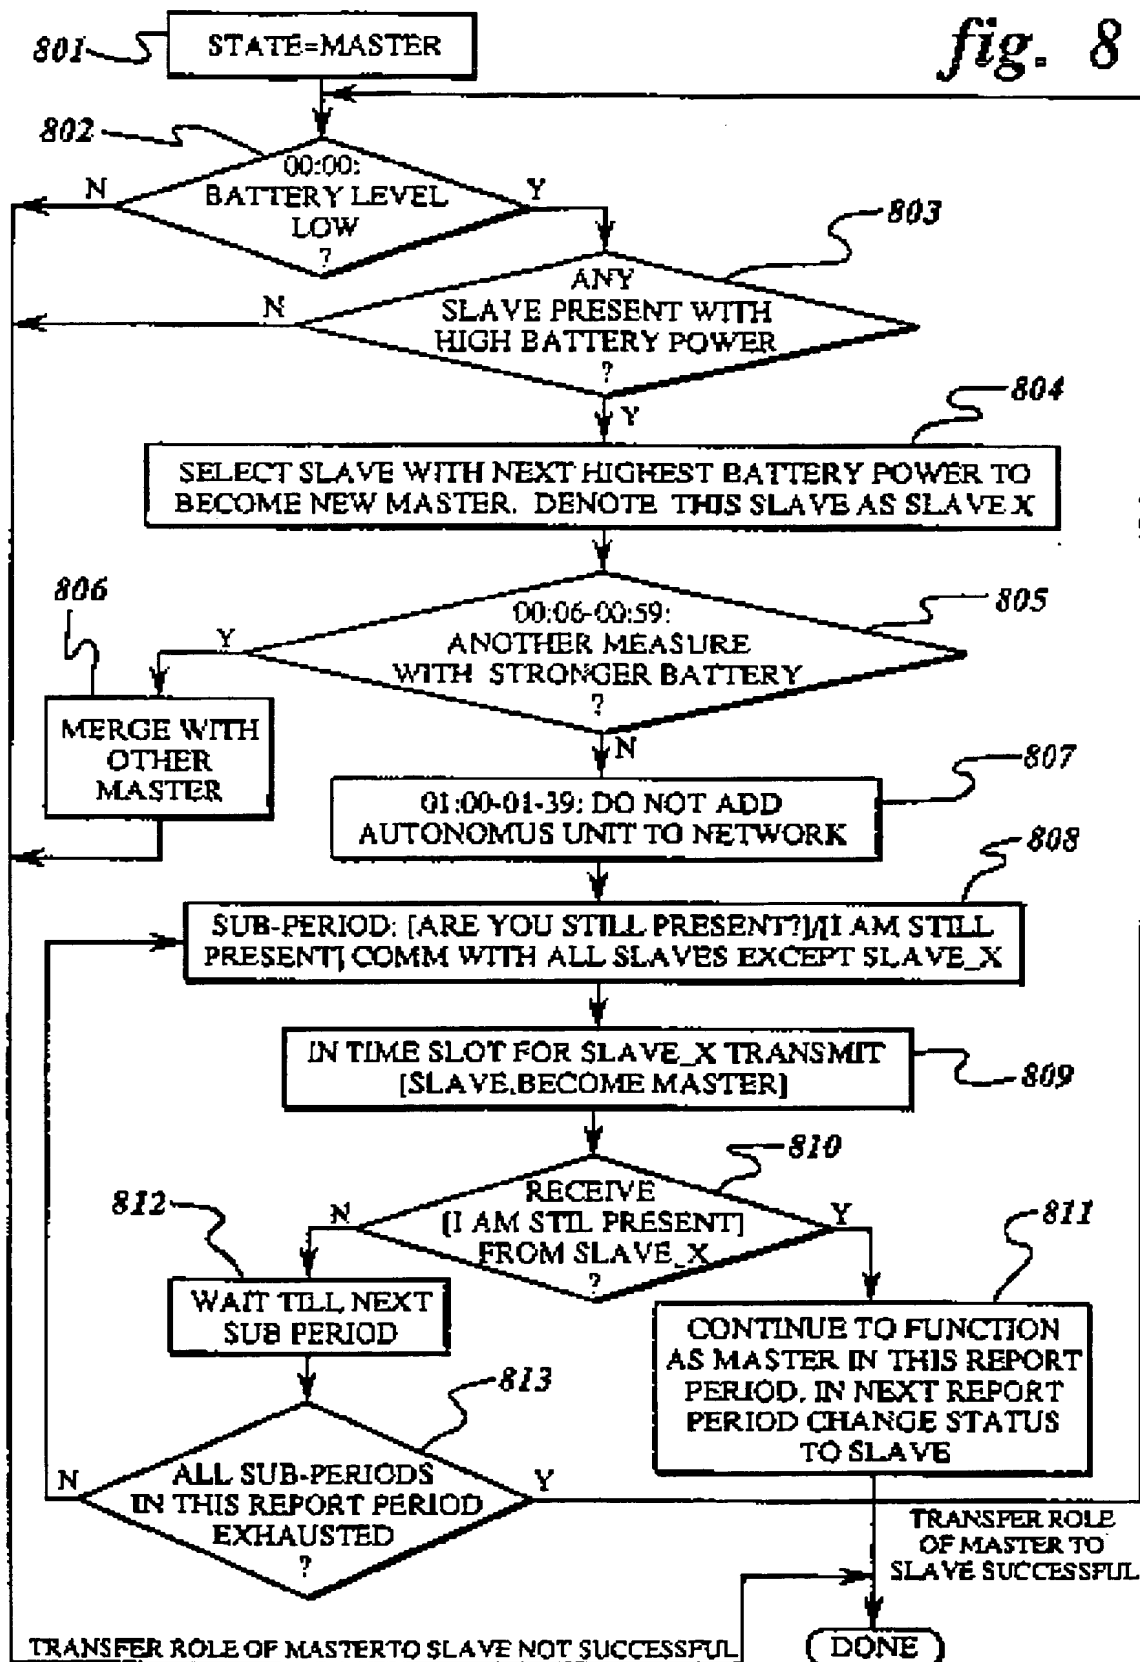 fig. 8
801
STATE=MASTER
802
00:00:
BATTERY LEVEL
LOW
?
N
Y
803
ANY
SLAVE PRESENT WITH
HIGH BATTERY POWER
?
N
Y
804
SELECT SLAVE WITH NEXT HIGHEST BATTERY POWER TO
BECOME NEW MASTER. DENOTE THIS SLAVE AS SLAVE X
805
00:06-00:59:
ANOTHER MEASURE
WITH STRONGER BATTERY
?
Y
N
806
MERGE WITH
OTHER
MASTER
807
01:00-01-39: DO NOT ADD
AUTONOMUS UNIT TO NETWORK
808
SUB-PERIOD: [ARE YOU STILL PRESENT?]/[I AM STILL
PRESENT] COMM WITH ALL SLAVES EXCEPT SLAVE_X
IN TIME SLOT FOR SLAVE_X TRANSMIT
[SLAVE.BECOME MASTER]
809
810
RECEIVE
[I AM STIL PRESENT]
FROM SLAVE_X
?
N
Y
812
WAIT TILL NEXT
SUB PERIOD
811
CONTINUE TO FUNCTION
AS MASTER IN THIS REPORT
PERIOD. IN NEXT REPORT
PERIOD CHANGE STATUS
TO SLAVE
813
ALL SUB-PERIODS
IN THIS REPORT PERIOD
EXHAUSTED
?
N
Y
TRANSFER ROLE
OF MASTER TO
SLAVE SUCCESSFUL
TRANSFER ROLE OF MASTERTO SLAVE NOT SUCCESSFUL
DONE